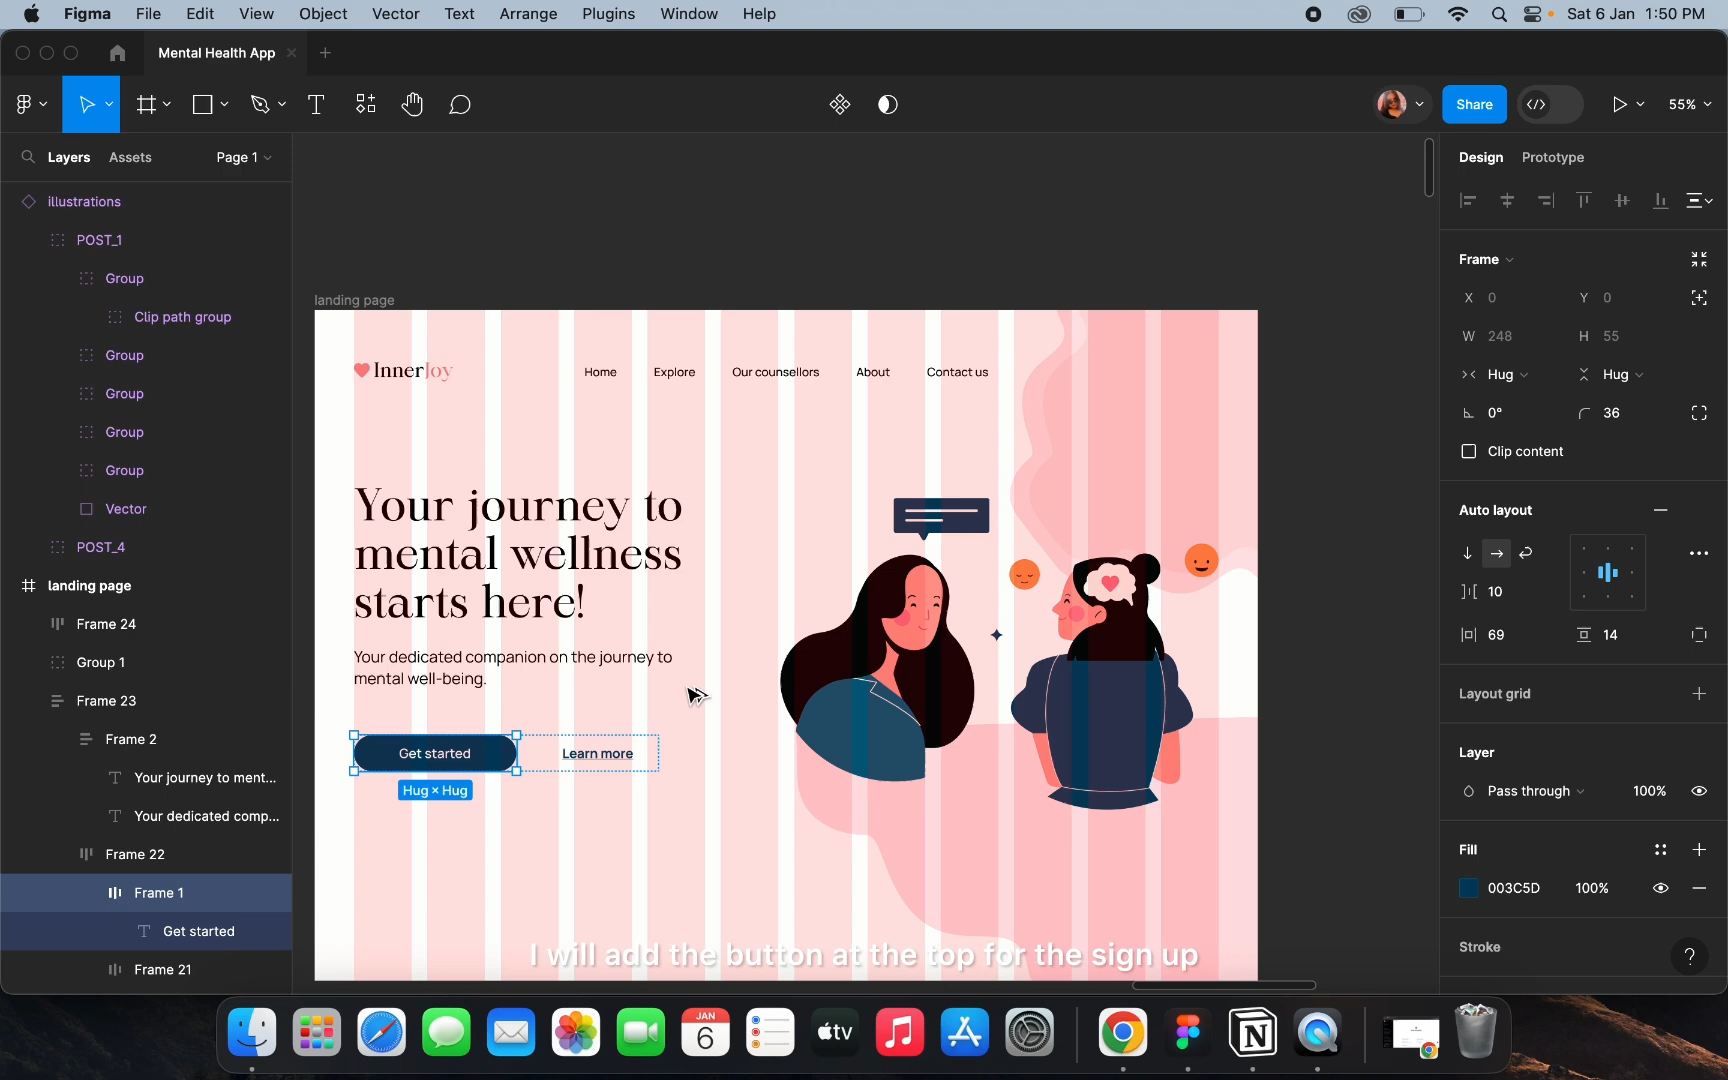 Figma File Edit View Object Vector Text Arrange Plugins Window Help Sat 6 Jan 1:50 PM
Mental Health App
Share 55%
Layers Assets Page 1
illustrations
POST_1
Group
Clip path group
Group
Group
Group
Group
Vector
POST_4
landing page
Frame 24
Group 1
Frame 23
Frame 2
Your journey to ment...
Your dedicated comp...
Frame 22
Frame 1
Get started
Frame 21
landing page
InnerJoy
Home Explore Our counsellors About Contact us
Your journey to
mental wellness
starts here!
Your dedicated companion on the journey to
mental well-being.
Get started Learn more
Hug × Hug
I will add the button at the top for the sign up
Design Prototype
Frame
X 0 Y 0
W 248 H 55
Hug Hug
0° 36
Clip content
Auto layout
10
69 14
Layout grid
Layer
Pass through 100%
Fill
003C5D 100%
Stroke
?
JAN
6
tv